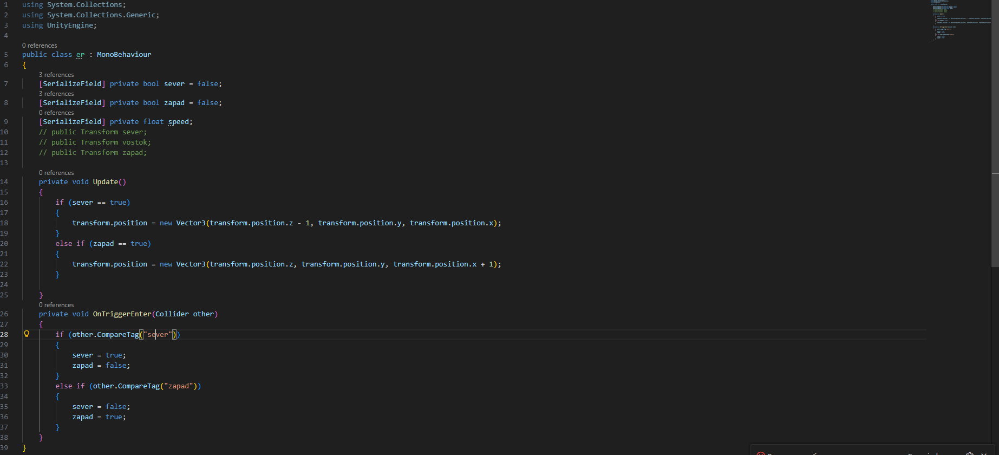 1 using System.Collections;
2 using System.Collections.Generic;
3 using UnityEngine;
4
0 references
5 public class er : MonoBehaviour
6 {
3 references
7 [SerializeField] private bool sever = false;
3 references
8 [SerializeField] private bool zapad = false;
0 references
9 [SerializeField] private float speed;
10 // public Transform sever;
11 // public Transform vostok;
12 // public Transform zapad;
13
0 references
14 private void Update()
15 {
16 if (sever == true)
17 {
18 transform.position = new Vector3(transform.position.z - 1, transform.position.y, transform.position.x);
19 }
20 else if (zapad == true)
21 {
22 transform.position = new Vector3(transform.position.z, transform.position.y, transform.position.x + 1);
23 }
24
25 }
0 references
26 private void OnTriggerEnter(Collider other)
27 {
28 if (other.CompareTag("sever"))
29 {
30 sever = true;
31 zapad = false;
32 }
33 else if (other.CompareTag("zapad"))
34 {
35 sever = false;
36 zapad = true;
37 }
38 }
39 }